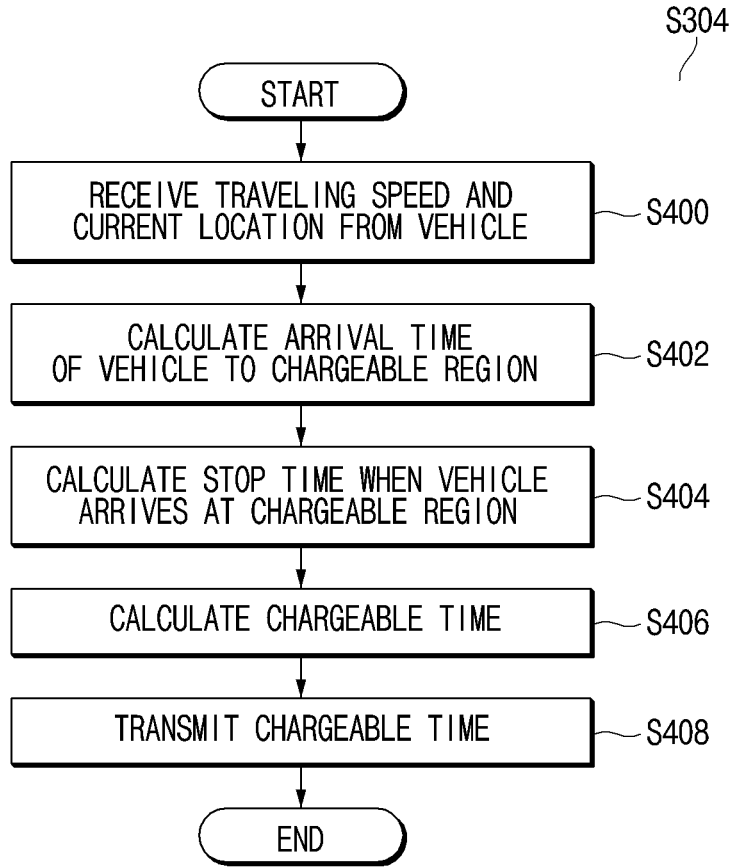 S304
START
RECEIVE TRAVELING SPEED AND
CURRENT LOCATION FROM VEHICLE
S400
CALCULATE ARRIVAL TIME
OF VEHICLE TO CHARGEABLE REGION
S402
CALCULATE STOP TIME WHEN VEHICLE
ARRIVES AT CHARGEABLE REGION
S404
CALCULATE CHARGEABLE TIME
S406
TRANSMIT CHARGEABLE TIME
S408
END